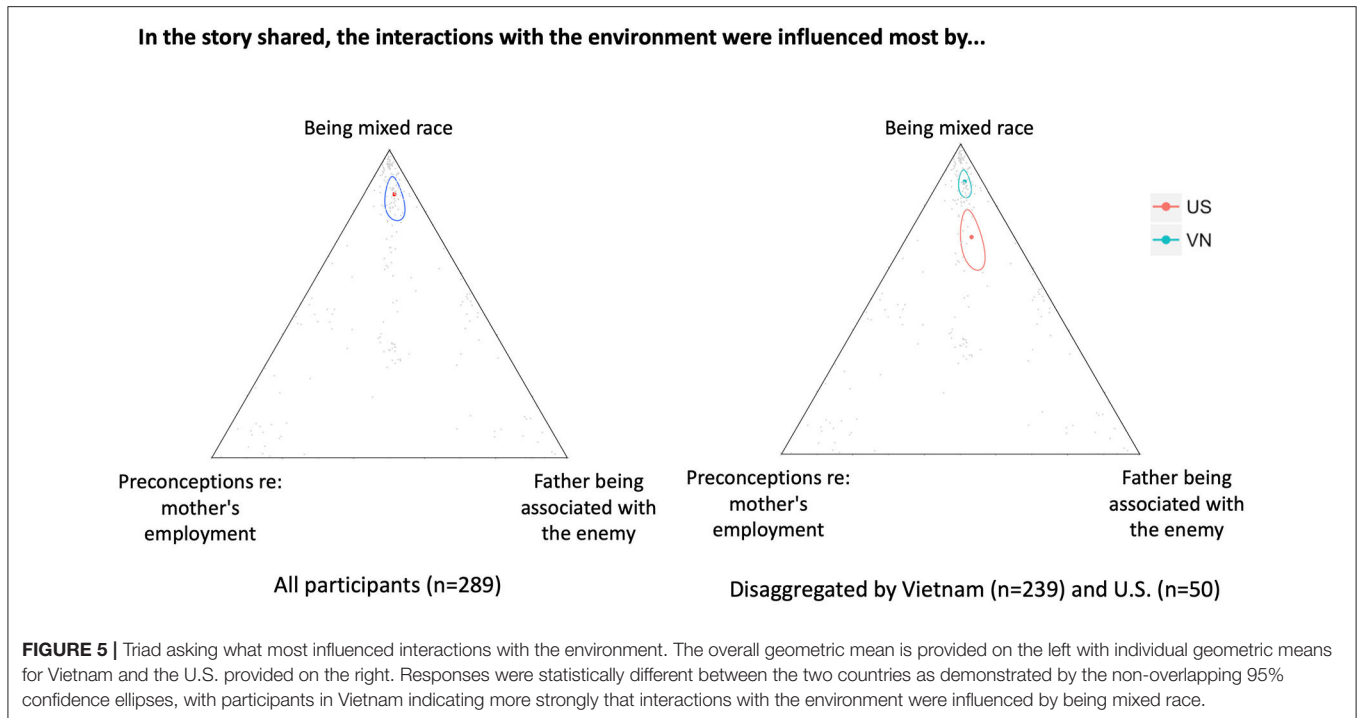 In the story shared, the interactions with the environment were influenced most by...
Being mixed race
Preconceptions re:
mother's
employment
Father being
associated with
the enemy
All participants (n=289)
Being mixed race
US
VN
Preconceptions re:
mother's
employment
Father being
associated with
the enemy
Disaggregated by Vietnam (n=239) and U.S. (n=50)
FIGURE 5 | Triad asking what most influenced interactions with the environment. The overall geometric mean is provided on the left with individual geometric means
for Vietnam and the U.S. provided on the right. Responses were statistically different between the two countries as demonstrated by the non-overlapping 95%
confidence ellipses, with participants in Vietnam indicating more strongly that interactions with the environment were influenced by being mixed race.